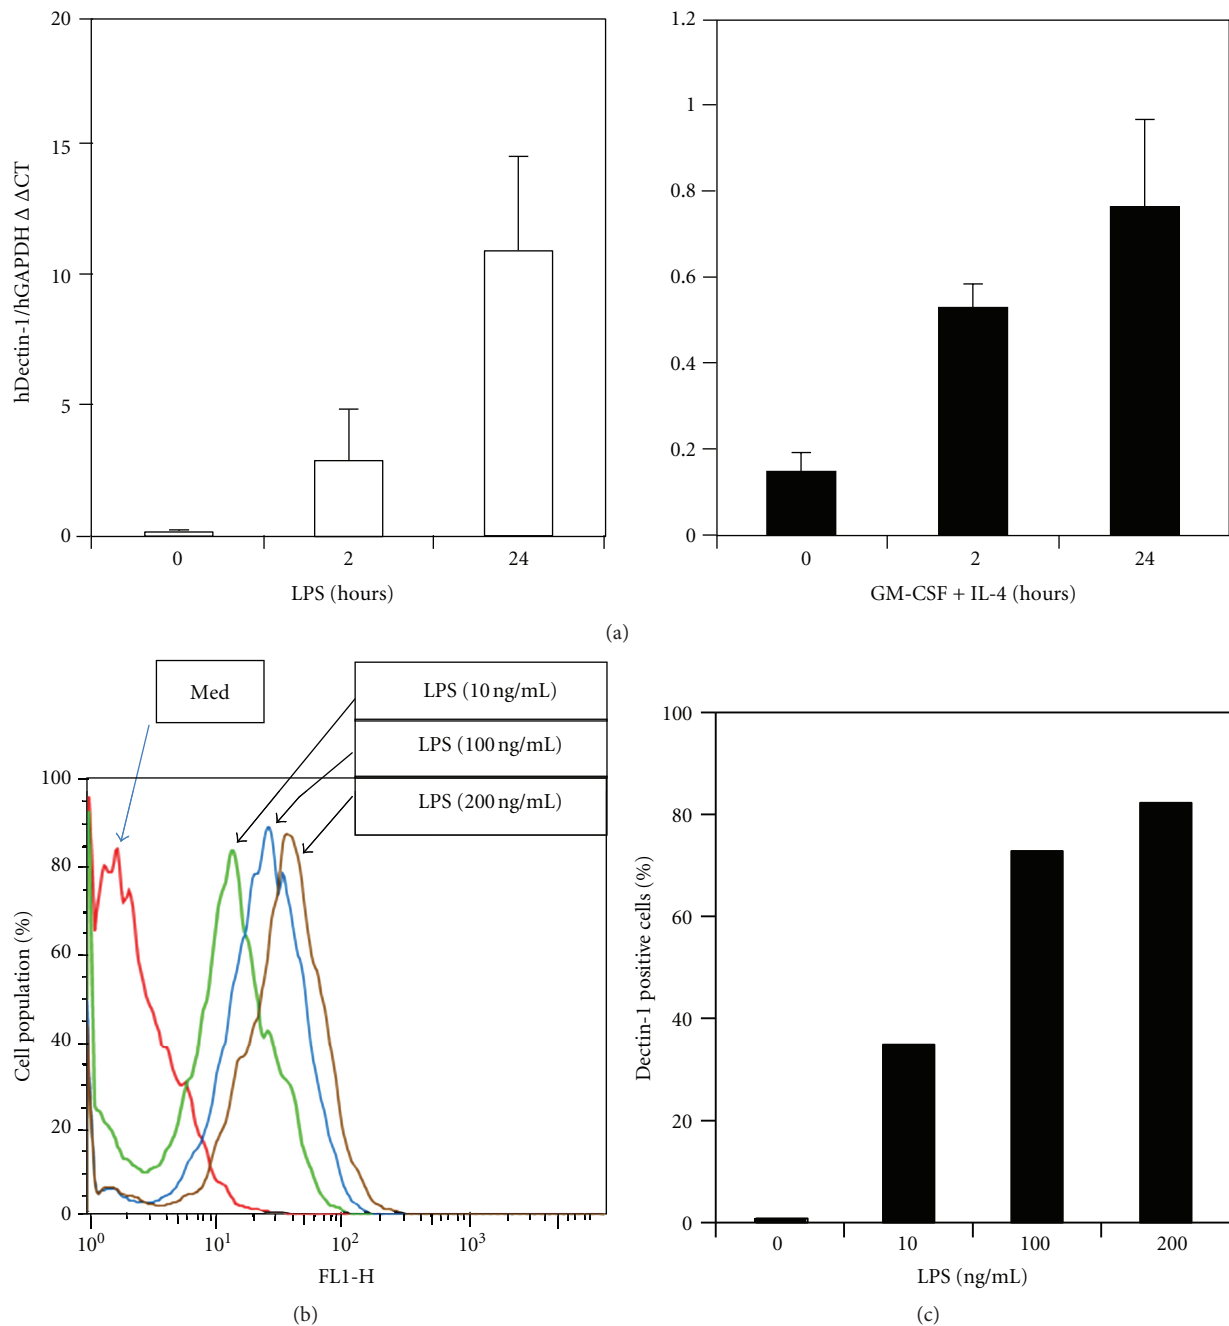 20
15
10
5
0
hDectin-1/hGAPDH Δ ΔCT
0 2 24
LPS (hours)
1.2
1
0.8
0.6
0.4
0.2
0
0 2 24
GM-CSF + IL-4 (hours)
(a)
Med
LPS (10 ng/mL)
LPS (100 ng/mL)
LPS (200 ng/mL)
100
80
60
40
20
0
Cell population (%)
10⁰ 10¹ 10² 10³
FL1-H
(b)
100
80
60
40
20
0
Dectin-1 positive cells (%)
0 10 100 200
LPS (ng/mL)
(c)